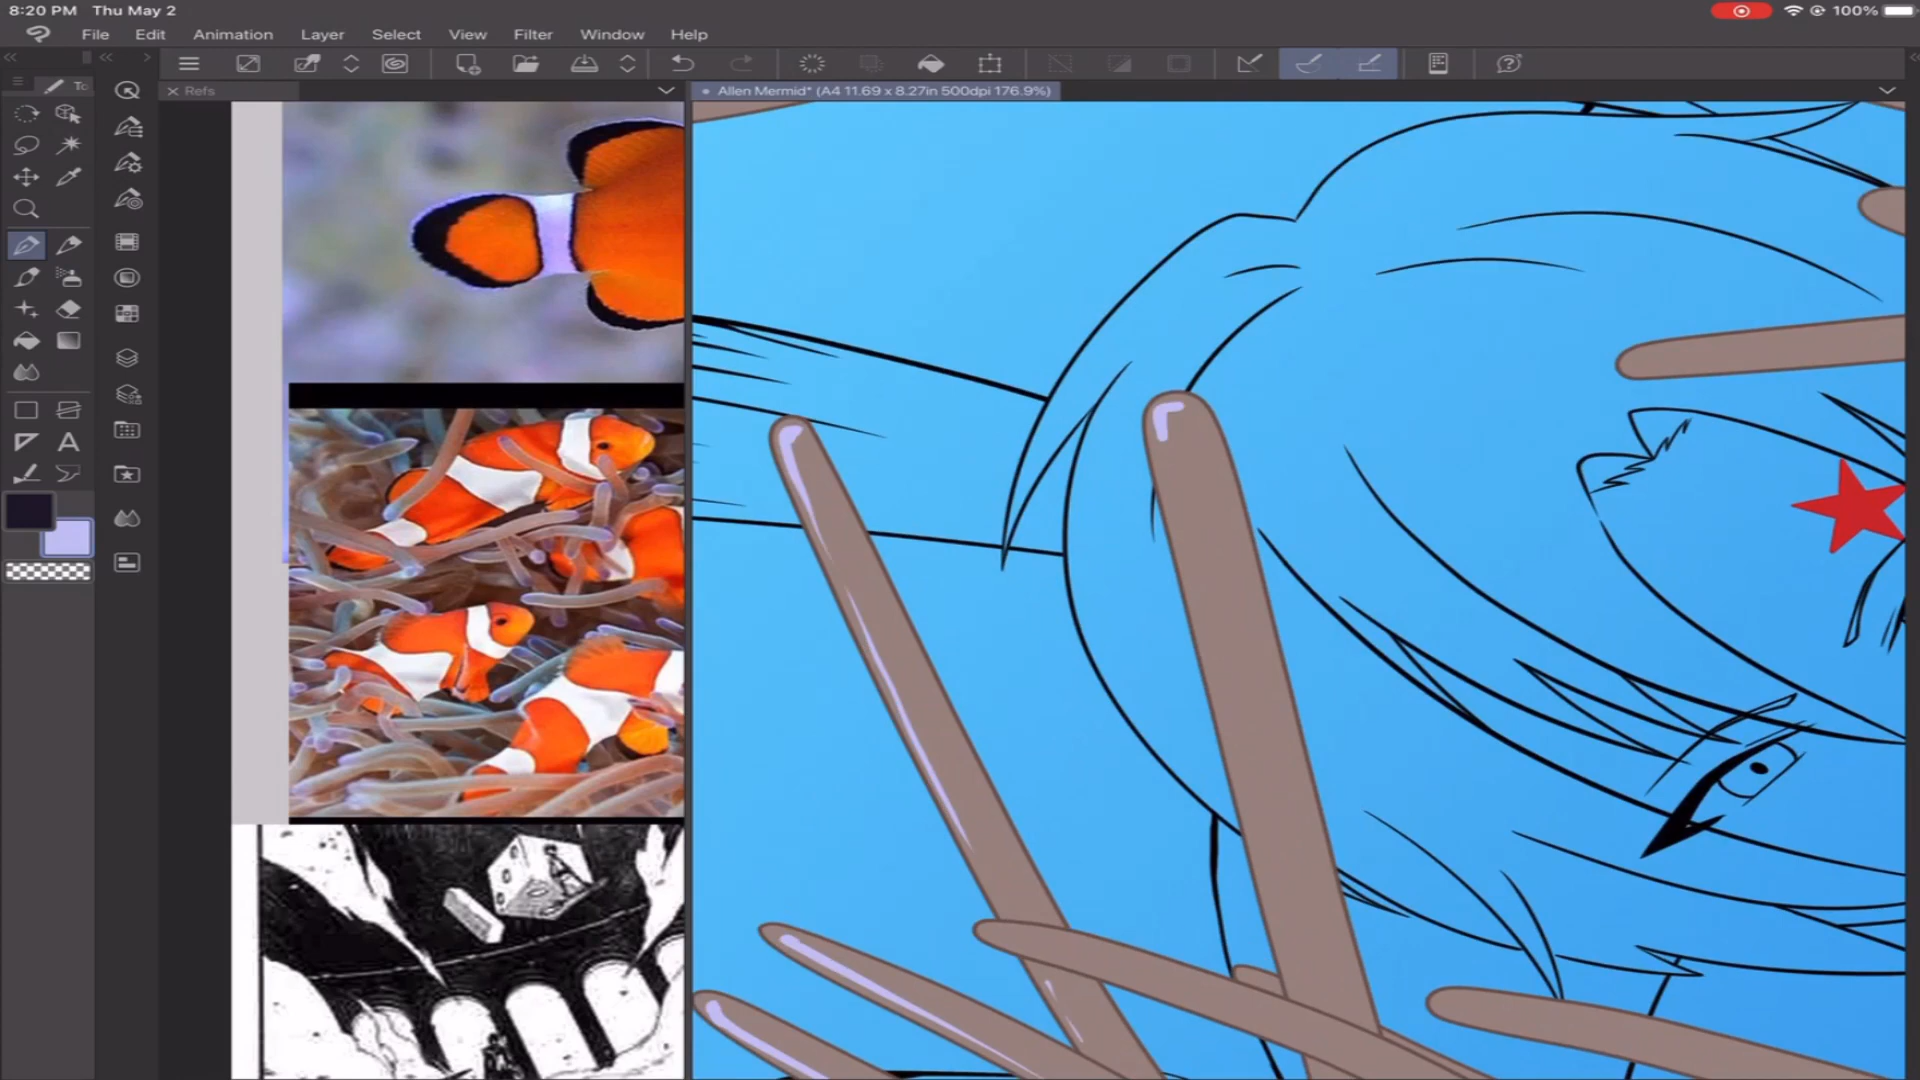 8:20 PM Thu May 2
100%
File Edit Animation Layer Select View Filter Window Help
To
Refs
Allen Mermid* (A4 11.69 x 8.27in 500dpi 176.9%)
A